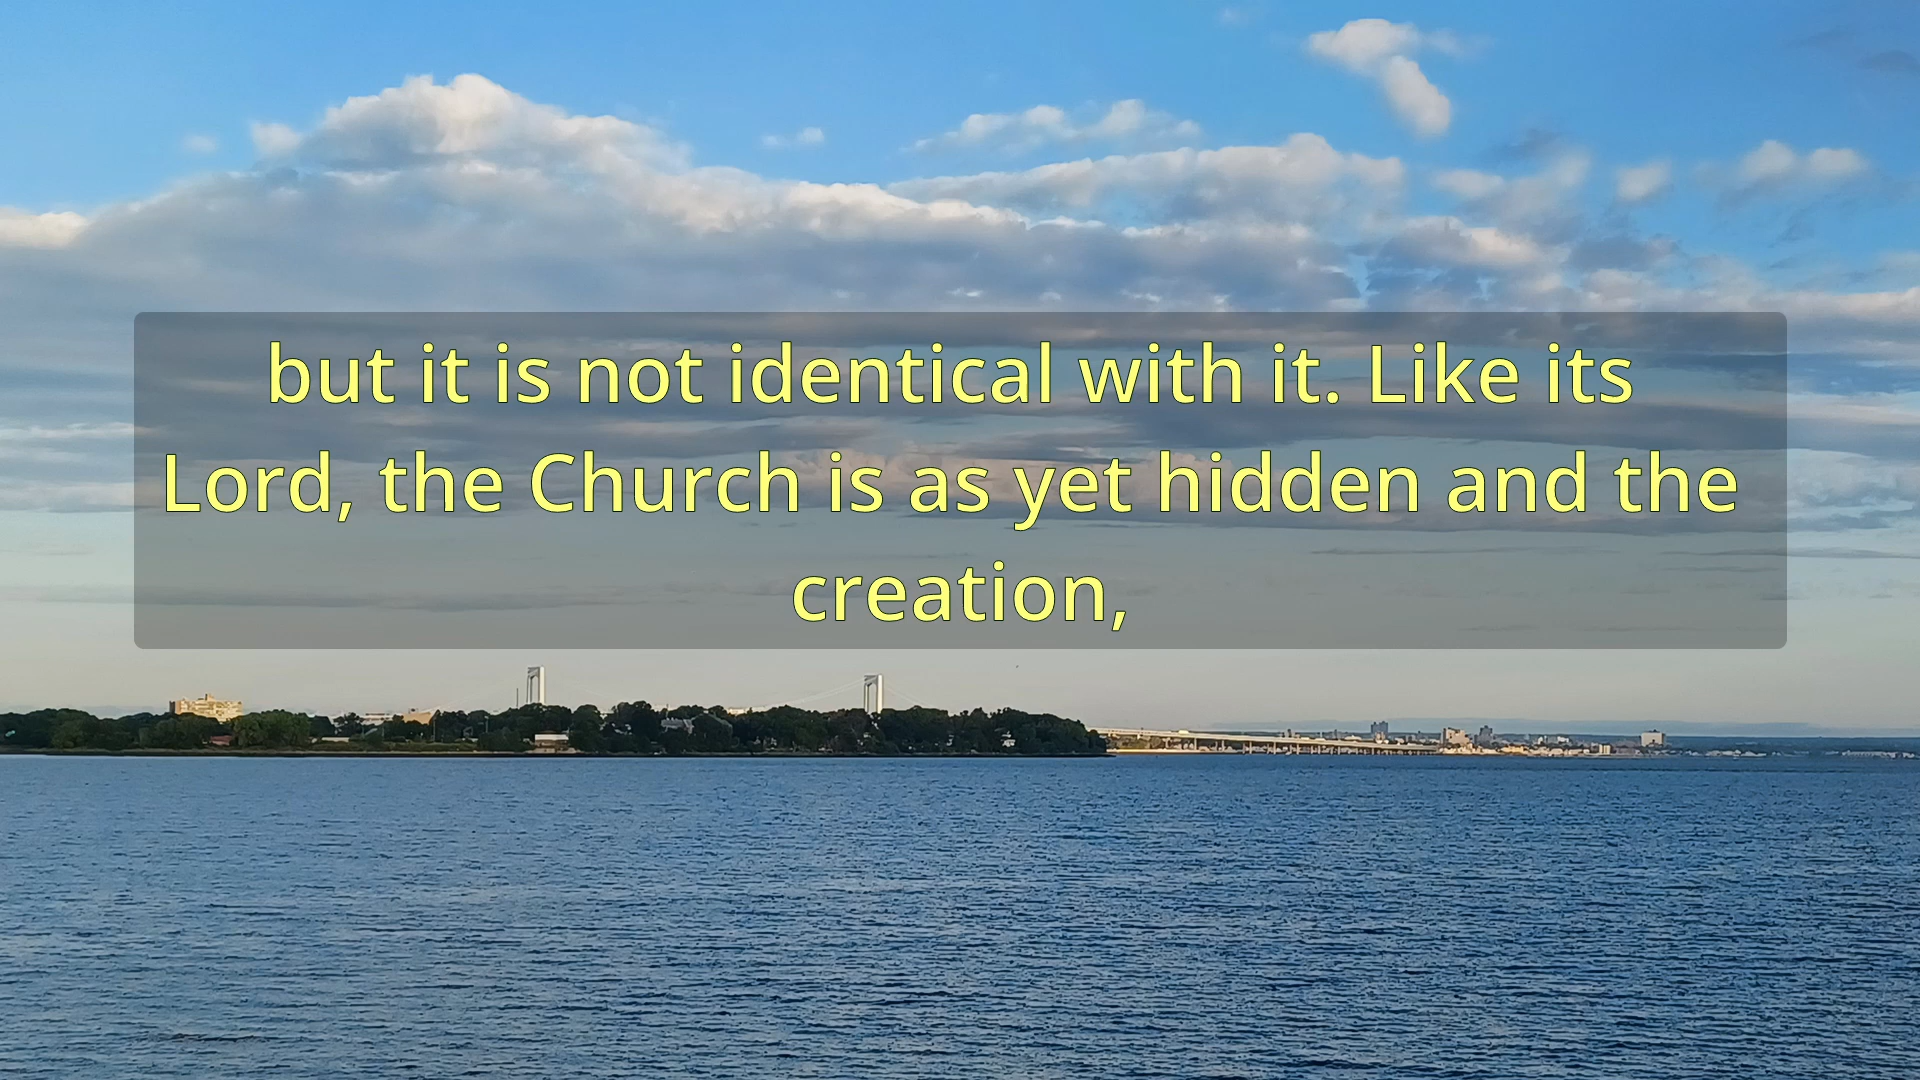 but it is not identical with it. Like its
Lord, the Church is as yet hidden and the
creation,